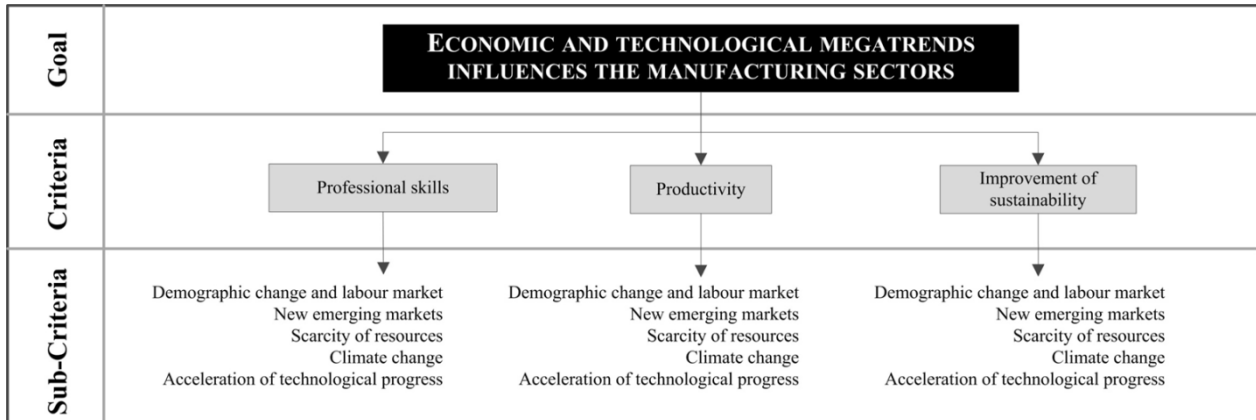 Goal
ECONOMIC AND TECHNOLOGICAL MEGATRENDS
INFLUENCES THE MANUFACTURING SECTORS
Criteria
Professional skills
Productivity
Improvement of
sustainability
Sub-Criteria
Demographic change and labour market
New emerging markets
Scarcity of resources
Climate change
Acceleration of technological progress
Demographic change and labour market
New emerging markets
Scarcity of resources
Climate change
Acceleration of technological progress
Demographic change and labour market
New emerging markets
Scarcity of resources
Climate change
Acceleration of technological progress